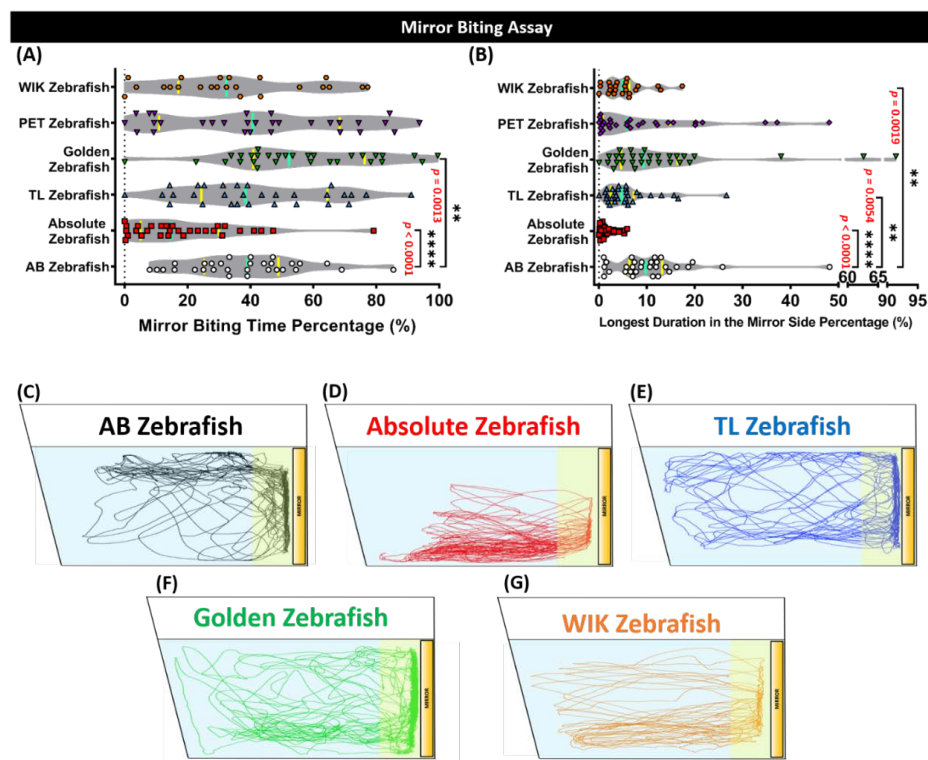 Mirror Biting Assay
(A)
WIK Zebrafish
PET Zebrafish
Golden
Zebrafish
TL Zebrafish
Absolute
Zebrafish
AB Zebrafish
0 20 40 60 80 100
Mirror Biting Time Percentage (%)
p = 0.0013
**
p < 0.0001
****
(B)
WIK Zebrafish
PET Zebrafish
Golden
Zebrafish
TL Zebrafish
Absolute
Zebrafish
AB Zebrafish
0 10 20 30 40 50 60 65 90 95
Longest Duration in the Mirror Side Percentage (%)
p = 0.0019
**
p = 0.0054
**
p < 0.0001
****
****
(C)
AB Zebrafish
MIRROR
(D)
Absolute Zebrafish
MIRROR
(E)
TL Zebrafish
MIRROR
(F)
Golden Zebrafish
MIRROR
(G)
WIK Zebrafish
MIRROR